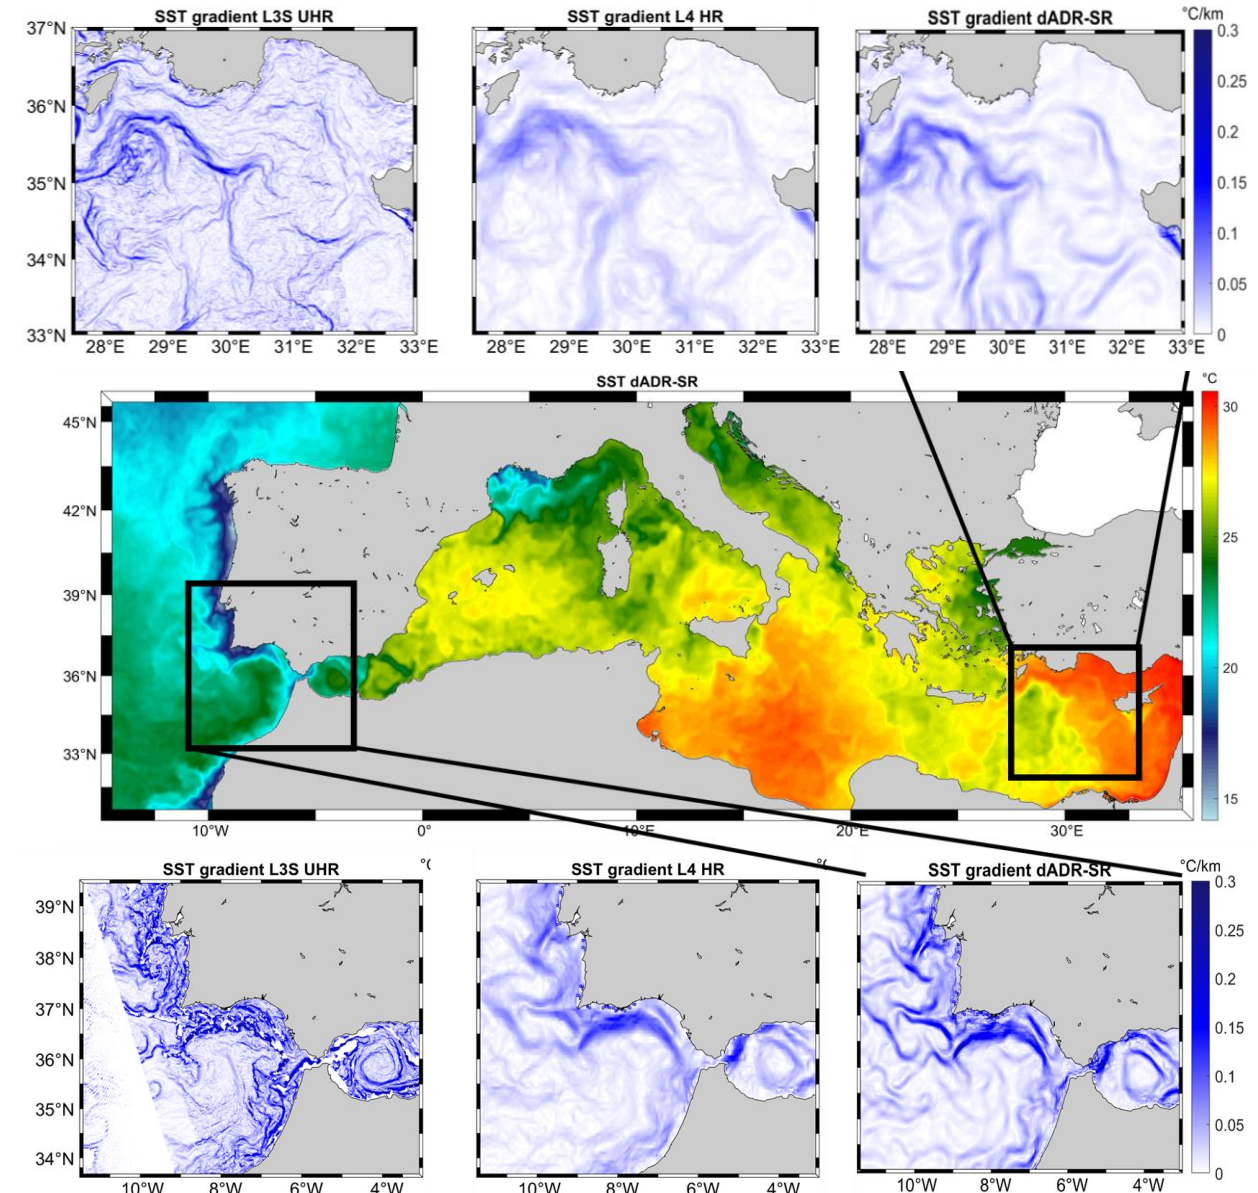 SST gradient L3S UHR
SST gradient L4 HR
SST gradient dADR-SR
°C/km
37°N
36°N
35°N
34°N
33°N
28°E 29°E 30°E 31°E 32°E 33°E
28°E 29°E 30°E 31°E 32°E 33°E
28°E 29°E 30°E 31°E 32°E 33°E
0.3
0.25
0.2
0.15
0.1
0.05
0
SST dADR-SR
°C
45°N
42°N
39°N
36°N
33°N
10°W 0° 10°E 20°E 30°E
30
25
20
15
SST gradient L3S UHR
SST gradient L4 HR
SST gradient dADR-SR
°C/km
39°N
38°N
37°N
36°N
35°N
34°N
10°W 8°W 6°W 4°W
10°W 8°W 6°W 4°W
10°W 8°W 6°W 4°W
0.3
0.25
0.2
0.15
0.1
0.05
0